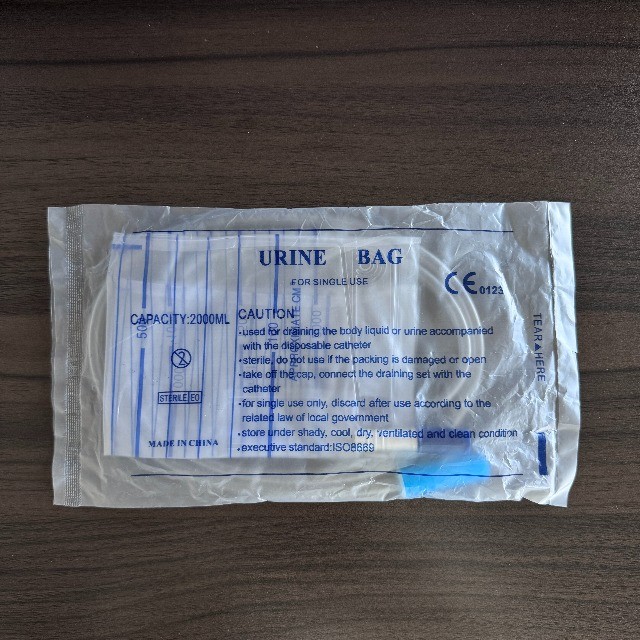 URINE BAG
FOR SINGLE USE
CE 0123
CAPACITY:2000ML
CAUTION
•used for draining the body liquid or urine accompanied
with the disposable catheter
•sterile, do not use if the packing is damaged or open
•take off the cap, connect the draining set with the
catheter
•for single use only, discard after use according to the
related law of local government
•store under shady, cool, dry, ventilated and clean condition
•executive standard:ISO8669
2
STERILE EO
MADE IN CHINA
TEAR▲HERE